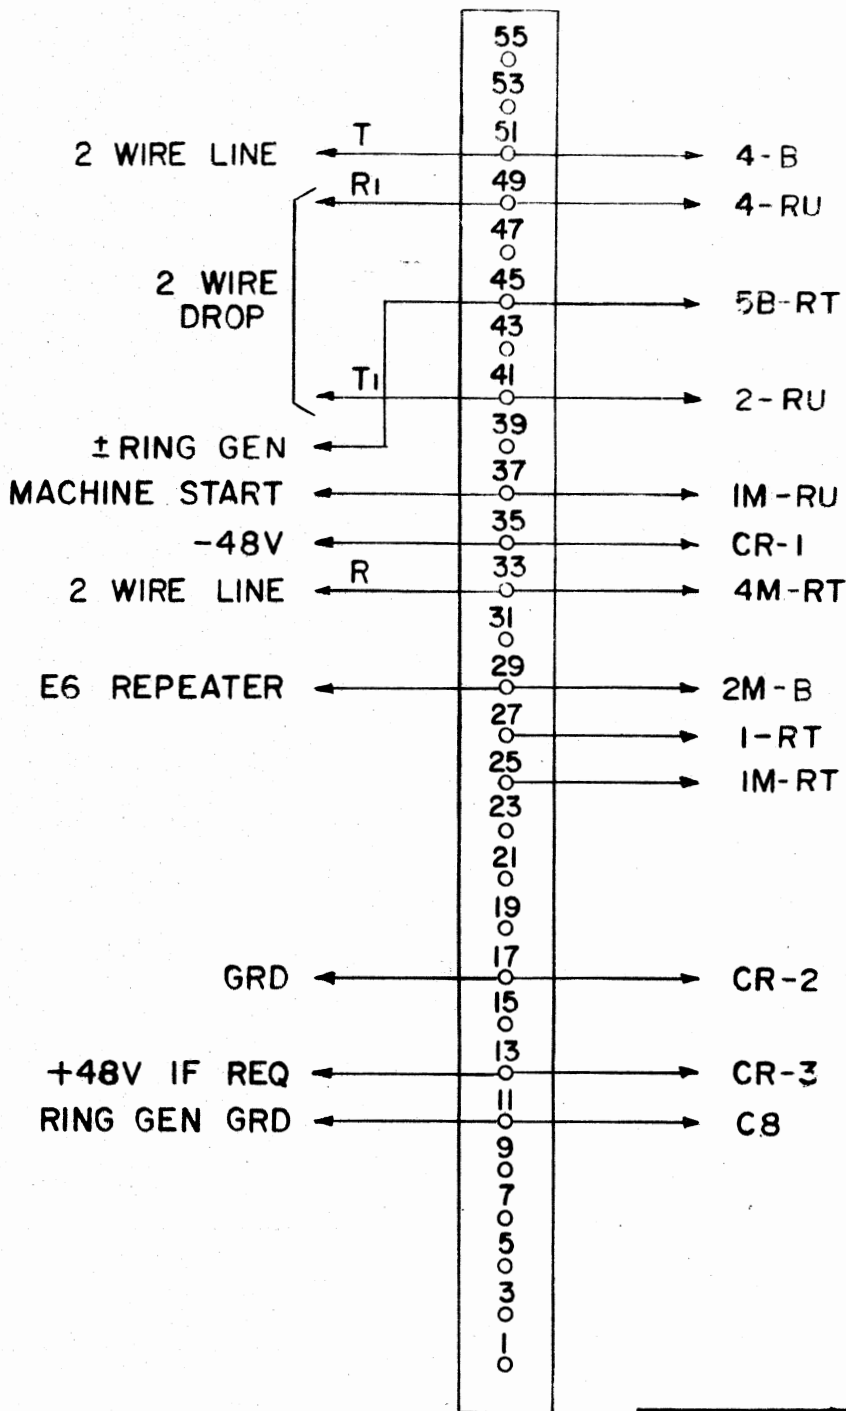 55
53
2 WIRE LINE T 51 4-B
R1 49 4-RU
47
2 WIRE
DROP
45 5B-RT
43
T1 41 2-RU
± RING GEN 39
MACHINE START 37 1M-RU
-48V 35 CR-1
2 WIRE LINE R 33 4M-RT
31
E6 REPEATER 29 2M-B
27 1-RT
25 1M-RT
23
21
19
GRD 17 CR-2
15
+48V IF REQ 13 CR-3
RING GEN GRD 11 C8
9
7
5
3
1